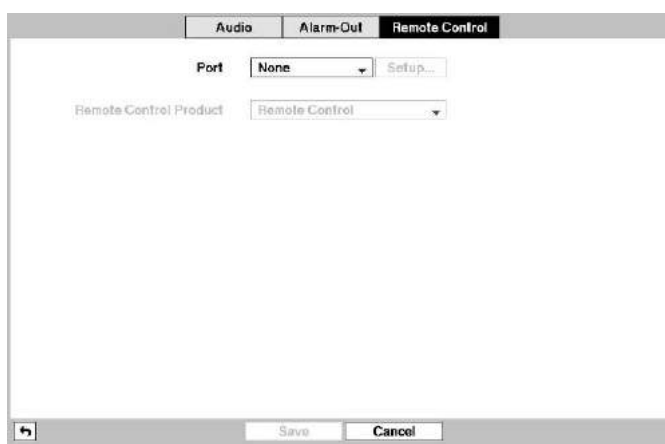 Audio Alarm-Out Remote Control
Port None Setup...
Remote Control Product Remote Control
Save Cancel